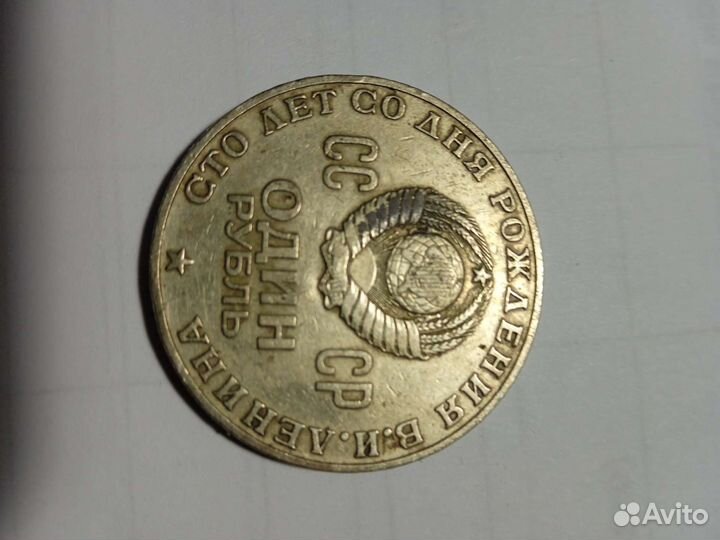 СТО ЛЕТ СО ДНЯ РОЖДЕНИЯ В.И.ЛЕНИНА
СС СР
ОДИН
РУБЛЬ
Avito